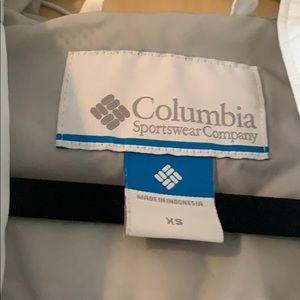 Columbia
Sportswear Company
MADE IN INDONESIA
XS